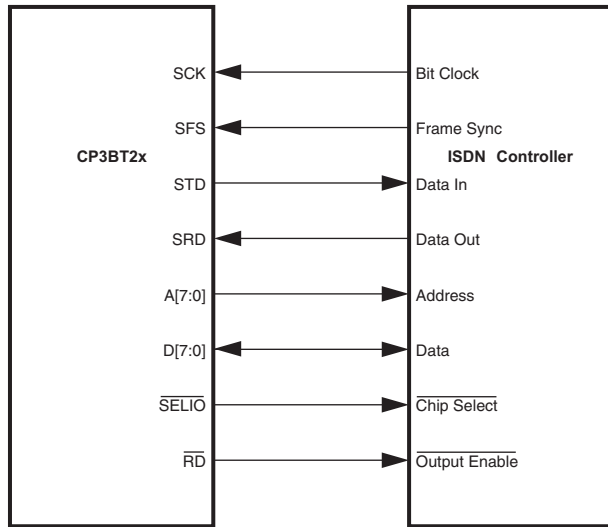 SCK Bit Clock
SFS Frame Sync
CP3BT2x ISDN Controller
STD Data In
SRD Data Out
A[7:0] Address
D[7:0] Data
SELIO Chip Select
RD Output Enable